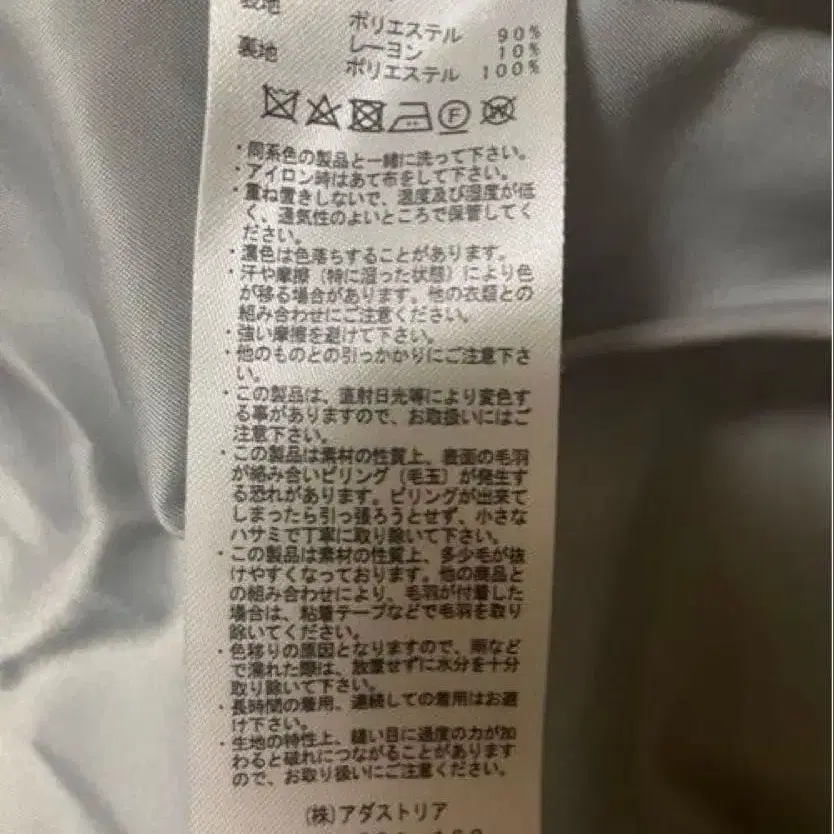 表地
ポリエステル 90%
レーヨン 10%
裏地 ポリエステル 100%
F
W
・同系色の製品と一緒に洗って下さい。
・アイロン時はあて布をして下さい。
・重ね置きしないで、温度及び湿度が低
く、通気性のよいところで保管してく
ださい。
・濃色は色落ちすることがあります。
・汗や摩擦（特に湿った状態）により色
が移る場合があります。他の衣類との
組み合わせにご注意ください。
・強い摩擦を避けて下さい。
・他のものとの引っかかりにご注意下さ
い。
・この製品は、直射日光等により変色す
る事がありますので、お取扱いにはご
注意下さい。
・この製品は素材の性質上、表面の毛羽
が絡み合いピリング（毛玉）が発生す
る恐れがあります。ピリングが出来て
しまったら引っ張ろうとせず、小さな
ハサミで丁寧に取り除いて下さい。
・この製品は素材の性質上、多少毛が抜
けやすくなっております。他の商品と
の組み合わせにより、毛羽が付着した
場合は、粘着テープなどで毛羽を取り
除いてください。
・色移りの原因となりますので、雨など
で濡れた際は、放置せずに水分を十分
取り除いて下さい。
・長時間の着用、連続しての着用はお避
け下さい。
・生地の特性上、縫い目に過度の力が加
わると破れにつながることがあります
ので、お取り扱いにご注意ください。
（株）アダストリア